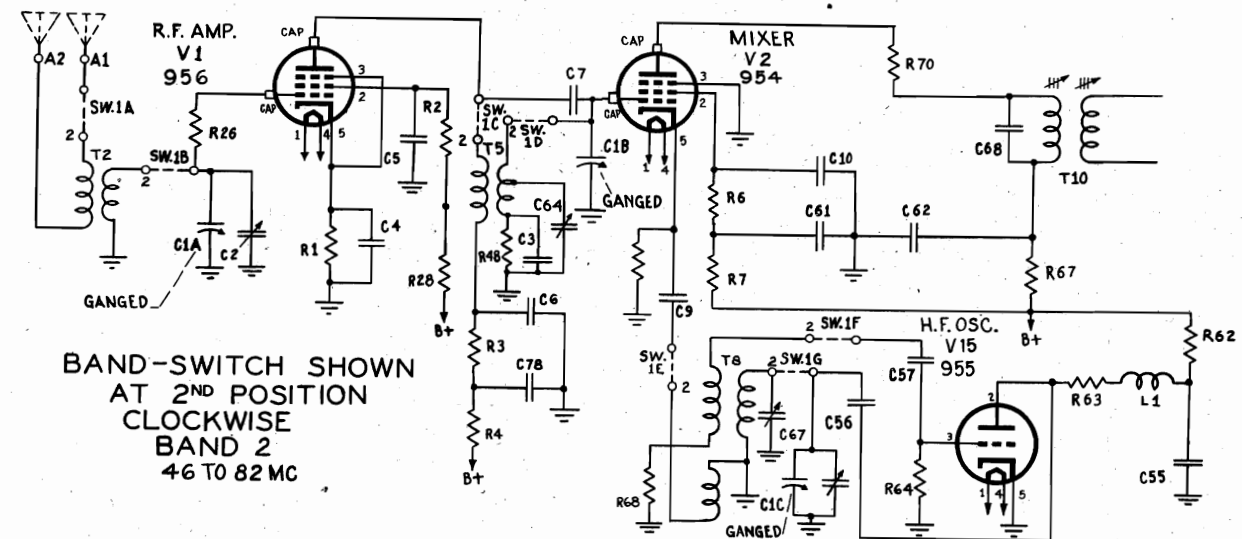 A2
A1
R.F. AMP.
V1
956
CAP
CAP
3
2
1
4
5
SW.1A
2
T2
SW.1B
2
R26
C1A
C2
GANGED
R1
C4
C5
R2
R28
B+
SW.
1C
2
T5
2
SW.
1D
C7
C1B
GANGED
C64
C3
R48
C6
R3
C78
R4
B+
CAP
CAP
MIXER
V2
954
3
2
1
4
5
R70
C68
T10
C10
R6
C61
C62
R7
R67
B+
C9
SW.
1E
2
T8
2
SW.1F
2
SW.1G
C67
C56
C57
R68
C1C
GANGED
H.F. OSC.
V15
955
2
3
1
4
5
R64
R63
L1
R62
C55
BAND-SWITCH SHOWN
AT 2ND POSITION
CLOCKWISE
BAND 2
46 TO 82 MC